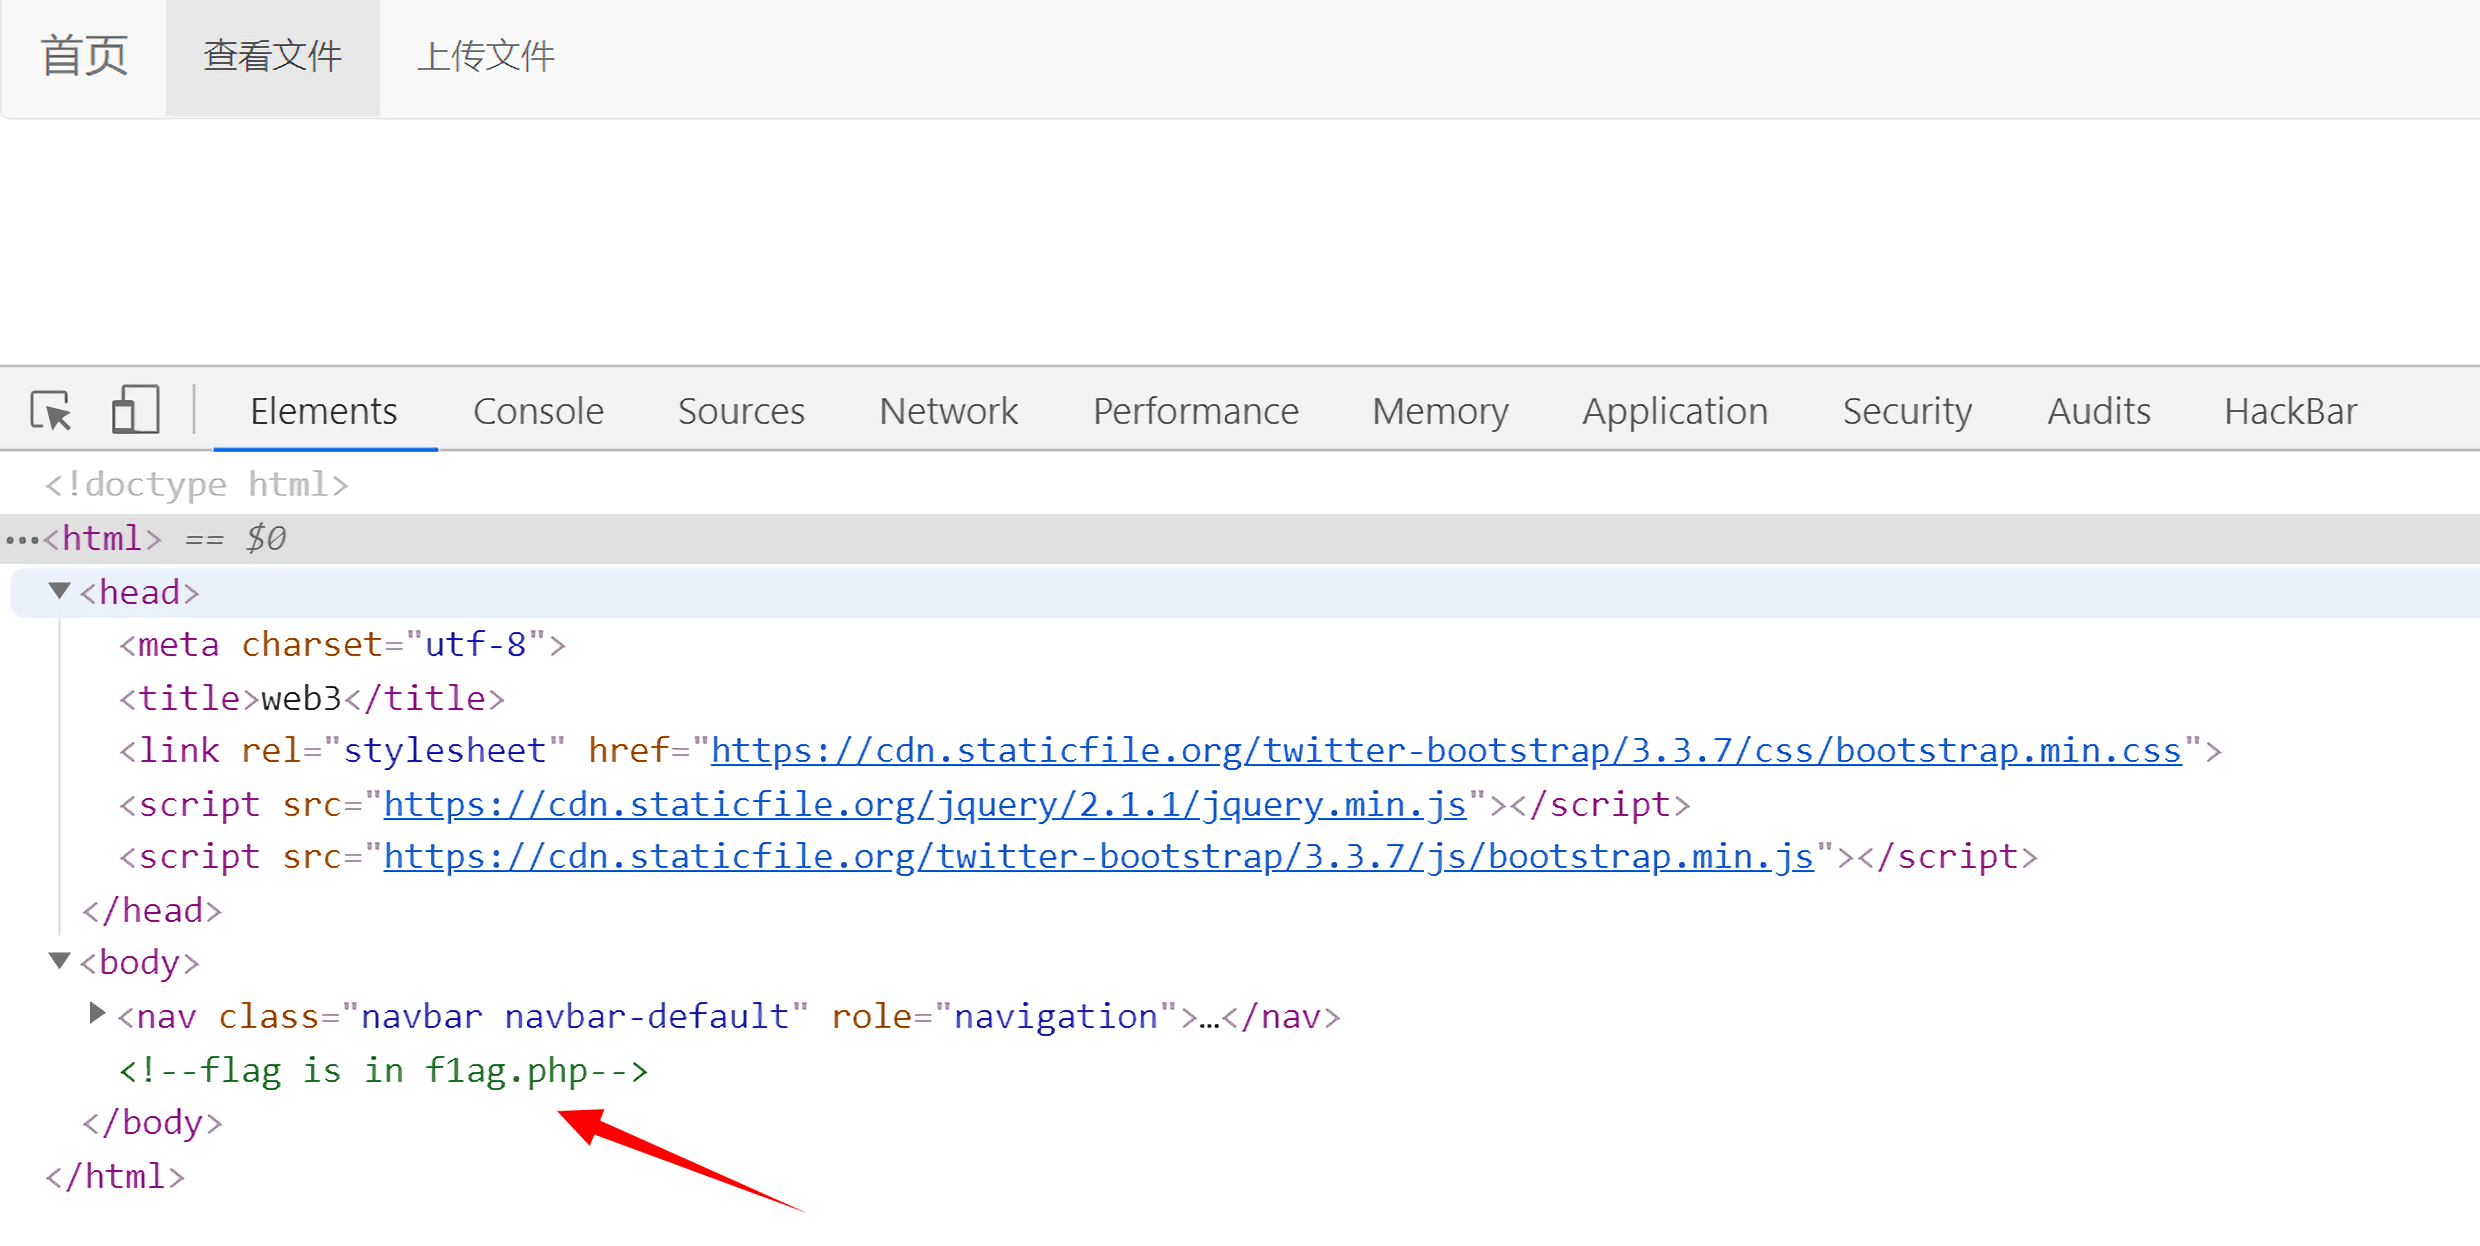 首页 查看文件 上传文件
Elements Console Sources Network Performance Memory Application Security Audits HackBar
<!doctype html>
…<html> == $0
▼<head>
<meta charset="utf-8">
<title>web3</title>
<link rel="stylesheet" href="https://cdn.staticfile.org/twitter-bootstrap/3.3.7/css/bootstrap.min.css">
<script src="https://cdn.staticfile.org/jquery/2.1.1/jquery.min.js"></script>
<script src="https://cdn.staticfile.org/twitter-bootstrap/3.3.7/js/bootstrap.min.js"></script>
</head>
▼<body>
▶<nav class="navbar navbar-default" role="navigation">…</nav>
<!--flag is in f1ag.php-->
</body>
</html>